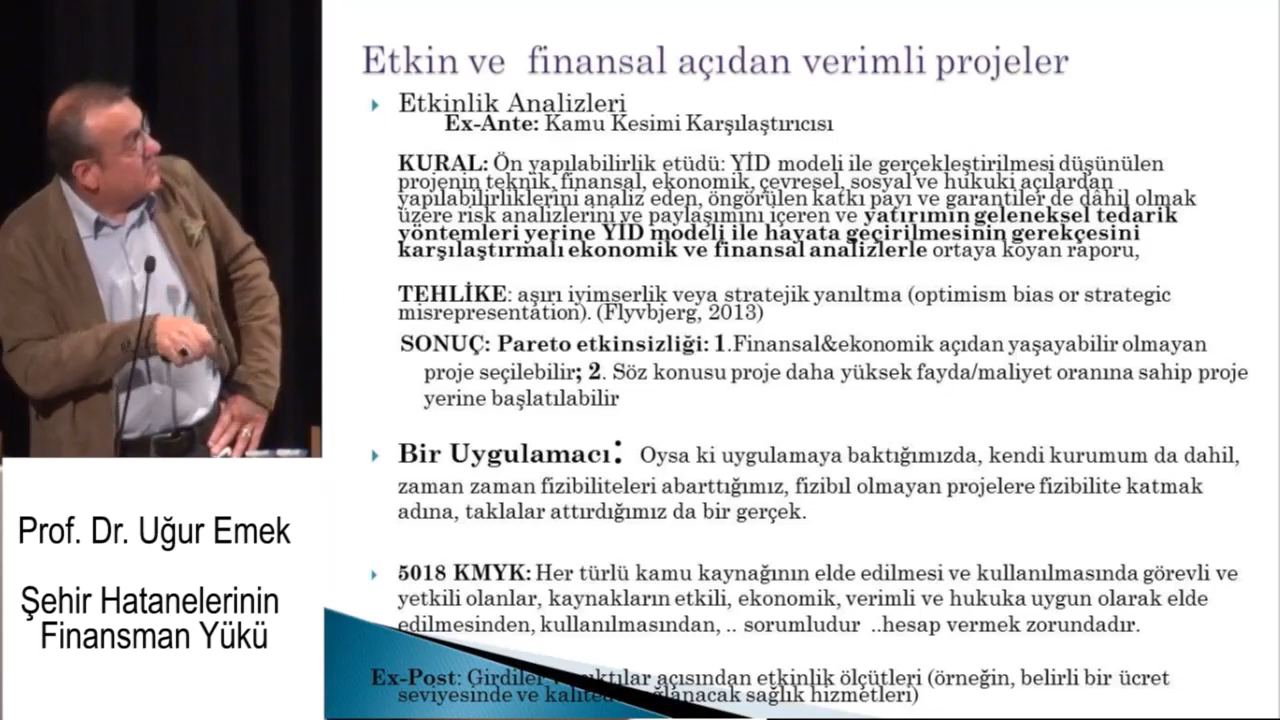 Etkin ve finansal açıdan verimli projeler
Etkinlik Analizleri
Ex-Ante: Kamu Kesimi Karşılaştırıcısı
KURAL: Ön yapılabilirlik etüdü: YİD modeli ile gerçekleştirilmesi düşünülen
projenin teknik, finansal, ekonomik, çevresel, sosyal ve hukuki açılardan
yapılabilirliklerini analiz eden, öngörülen katkı payı ve garantiler de dâhil olmak
üzere risk analizlerini ve paylaşımını içeren ve yatırımın geleneksel tedarik
yöntemleri yerine YİD modeli ile hayata geçirilmesinin gerekçesini
karşılaştırmalı ekonomik ve finansal analizlerle ortaya koyan raporu,
TEHLİKE: aşırı iyimserlik veya stratejik yanıltma (optimism bias or strategic
misrepresentation). (Flyvbjerg, 2013)
SONUÇ: Pareto etkinsizliği: 1.Finansal&ekonomik açıdan yaşayabilir olmayan
proje seçilebilir; 2. Söz konusu proje daha yüksek fayda/maliyet oranına sahip proje
yerine başlatılabilir
Bir Uygulamacı: Oysa ki uygulamaya baktığımızda, kendi kurumum da dahil,
zaman zaman fizibiliteleri abarttığımız, fizibıl olmayan projelere fizibilite katmak
adına, taklalar attırdığımız da bir gerçek.
5018 KMYK: Her türlü kamu kaynağının elde edilmesi ve kullanılmasında görevli ve
yetkili olanlar, kaynakların etkili, ekonomik, verimli ve hukuka uygun olarak elde
edilmesinden, kullanılmasından, .. sorumludur ..hesap vermek zorundadır.
Ex-Post: Girdiler açısından etkinlik ölçütleri (örneğin, belirli bir ücret
seviyesinde ve sağlık hizmetleri)
Prof. Dr. Uğur Emek
Şehir Hatanelerinin
Finansman Yükü